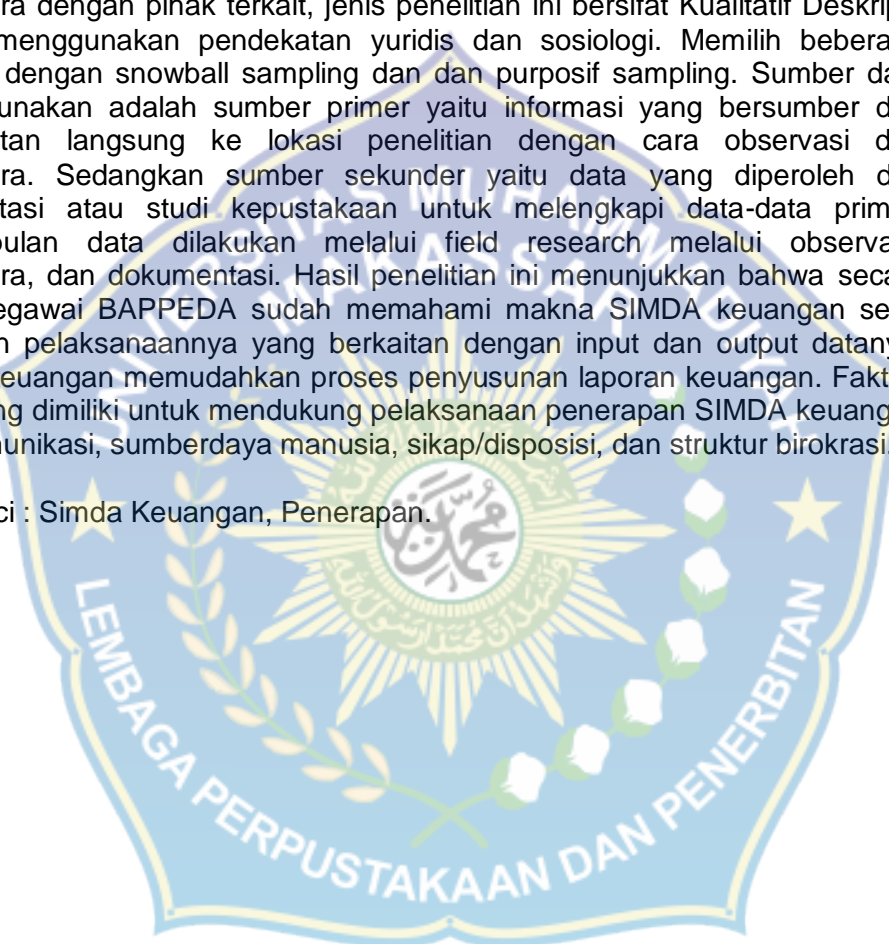 ra dengan pihak terkait, jenis penelitian ini bersifat Kualitatif Deskrip
menggunakan pendekatan yuridis dan sosiologi. Memilih bebera
dengan snowball sampling dan dan purposif sampling. Sumber da
unakan adalah sumber primer yaitu informasi yang bersumber d
tan langsung ke lokasi penelitian dengan cara observasi d
ra. Sedangkan sumber sekunder yaitu data yang diperoleh d
tasi atau studi kepustakaan untuk melengkapi data-data prim
oulan data dilakukan melalui field research melalui observa
ra, dan dokumentasi. Hasil penelitian ini menunjukkan bahwa seca
egawai BAPPEDA sudah memahami makna SIMDA keuangan se
n pelaksanaannya yang berkaitan dengan input dan output datany
euangan memudahkan proses penyusunan laporan keuangan. Fakt
ng dimiliki untuk mendukung pelaksanaan penerapan SIMDA keuang
unikasi, sumberdaya manusia, sikap/disposisi, dan struktur birokrasi.
ci : Simda Keuangan, Penerapan.
UNIVERSITAS MUHAMMADIYAH
MAKASSAR
LEMBAGA PERPUSTAKAAN DAN PENERBITAN